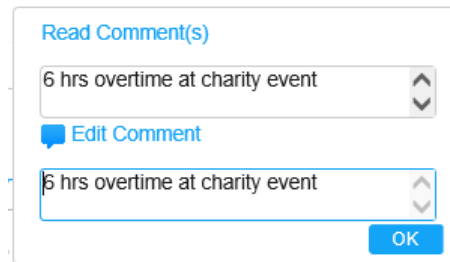 Read Comment(s)
6 hrs overtime at charity event
Edit Comment
6 hrs overtime at charity event
OK